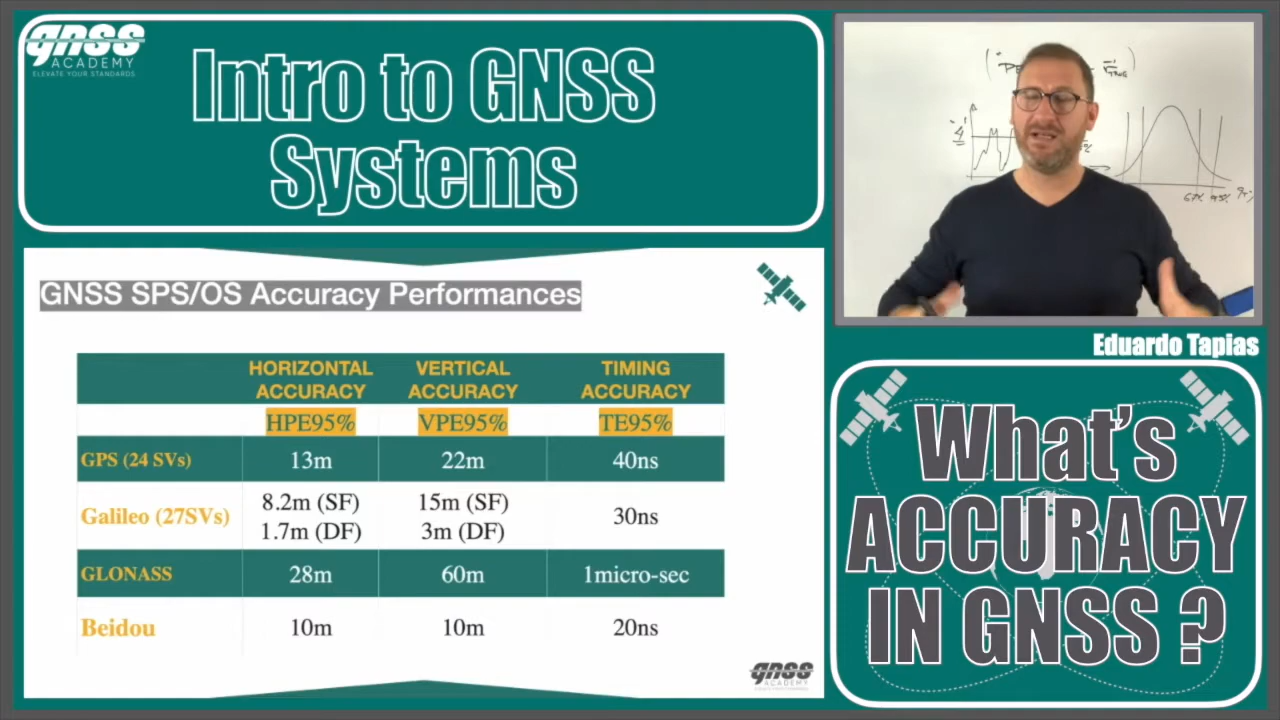 gnss
ACADEMY
ELEVATE YOUR STANDARDS
Intro to GNSS
Systems
GNSS SPS/OS Accuracy Performances
HORIZONTAL ACCURACY VERTICAL ACCURACY TIMING ACCURACY
HPE95% VPE95% TE95%
GPS (24 SVs) 13m 22m 40ns
Galileo (27SVs) 8.2m (SF) 1.7m (DF) 15m (SF) 3m (DF) 30ns
GLONASS 28m 60m 1micro-sec
Beidou 10m 10m 20ns
gnss
ACADEMY
Eduardo Tapias
What's
ACCURACY
IN GNSS ?